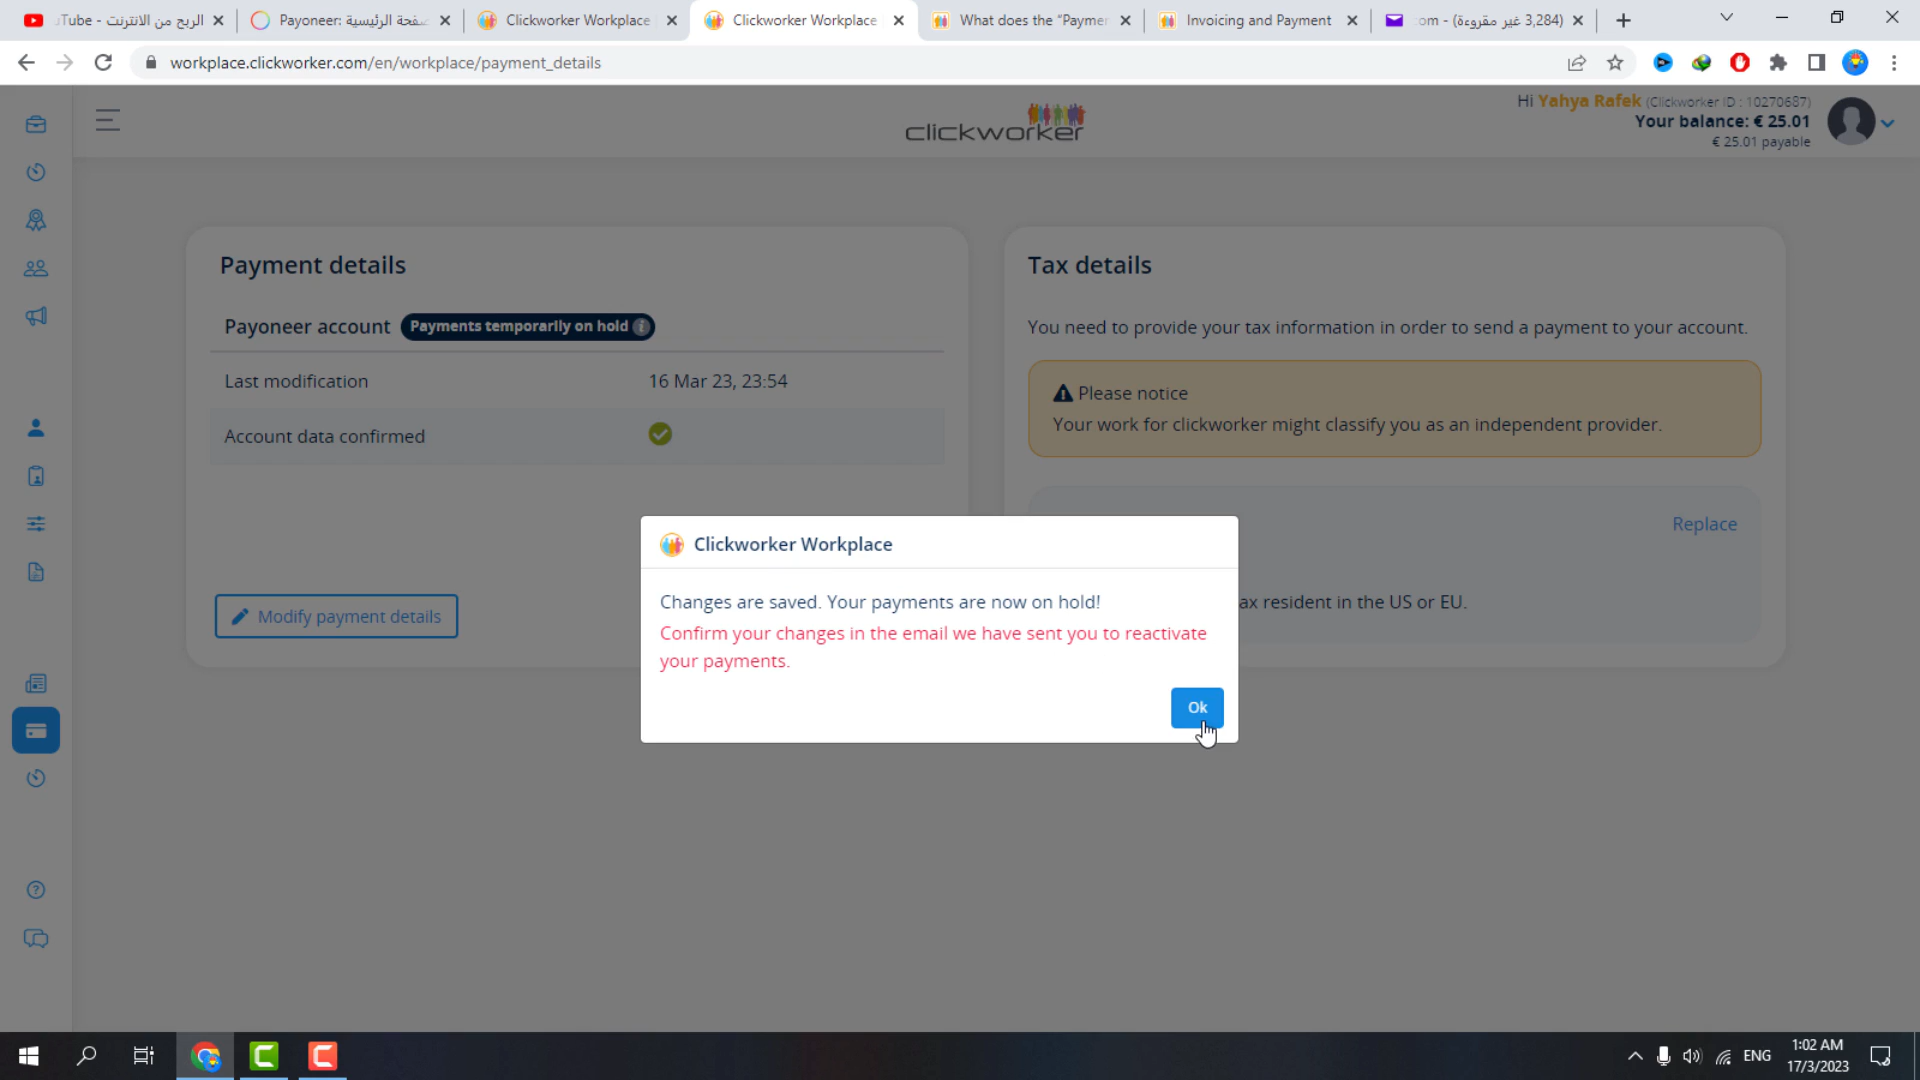 الربح من الانترنت - uTube
Payoneer: صفحة الرئيسية
Clickworker Workplace
Clickworker Workplace
What does the “Paymer
Invoicing and Payment
(3,284 غير مقروءة) - om
workplace.clickworker.com/en/workplace/payment_details
clickworker
Hi Yahya Rafek (Clickworker ID : 10270687)
Your balance: € 25.01
€ 25.01 payable
Payment details
Payoneer account Payments temporarily on hold
Last modification 16 Mar 23, 23:54
Account data confirmed
Modify payment details
Tax details
You need to provide your tax information in order to send a payment to your account.
Please notice
Your work for clickworker might classify you as an independent provider.
Replace
ax resident in the US or EU.
Clickworker Workplace
Changes are saved. Your payments are now on hold!
Confirm your changes in the email we have sent you to reactivate
your payments.
Ok
ENG
1:02 AM
17/3/2023